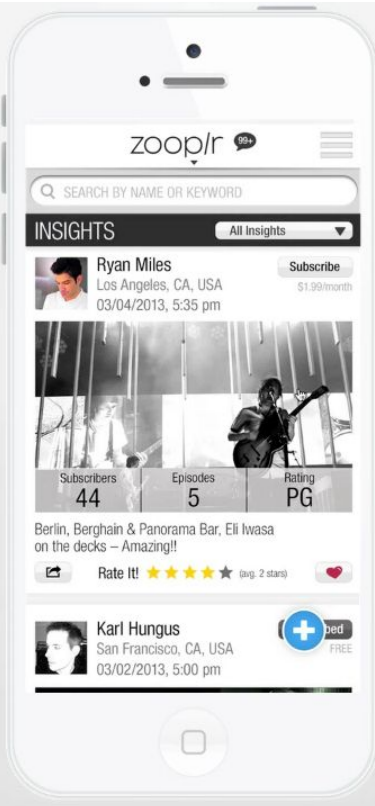 zooplr 99+
SEARCH BY NAME OR KEYWORD
INSIGHTS All Insights
Ryan Miles Subscribe
Los Angeles, CA, USA $1.99/month
03/04/2013, 5:35 pm
Subscribers Episodes Rating
44 5 PG
Berlin, Berghain & Panorama Bar, Eli Iwasa
on the decks – Amazing!!
Rate It! (avg. 2 stars)
Karl Hungus bed
San Francisco, CA, USA FREE
03/02/2013, 5:00 pm